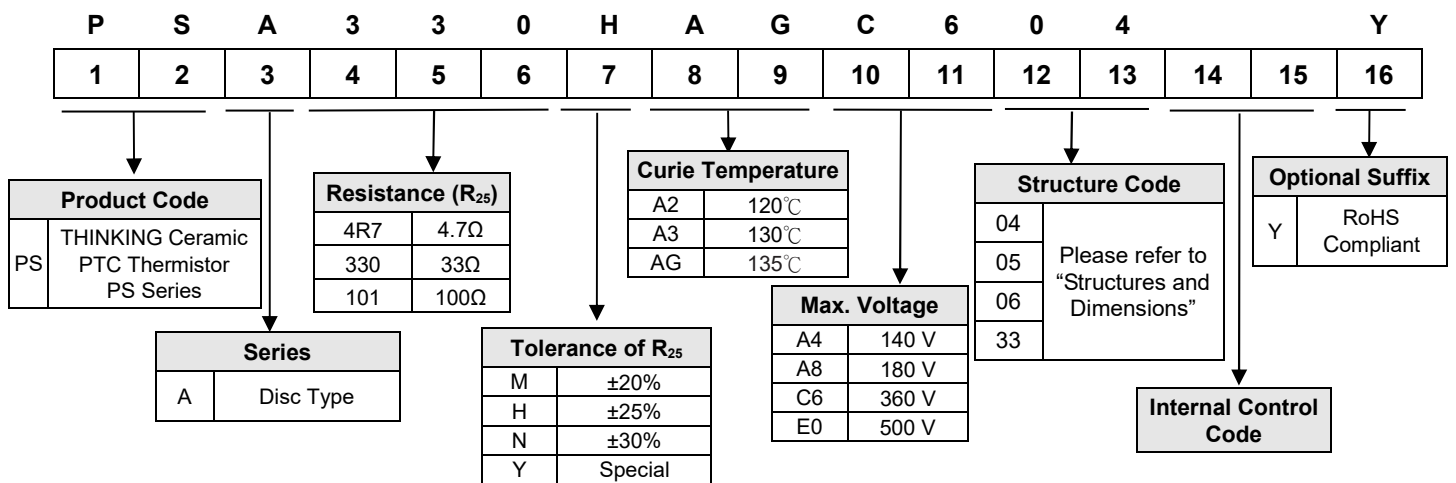 P S A 3 3 0 H A G C 6 0 4 Y
1 2 3 4 5 6 7 8 9 10 11 12 13 14 15 16
Product Code
PS THINKING Ceramic
PTC Thermistor
PS Series
Series
A Disc Type
Resistance (R₂₅)
4R7 4.7Ω
330 33Ω
101 100Ω
Tolerance of R₂₅
M ±20%
H ±25%
N ±30%
Y Special
Curie Temperature
A2 120℃
A3 130℃
AG 135℃
Max. Voltage
A4 140 V
A8 180 V
C6 360 V
E0 500 V
Structure Code
04
05
06
33
Please refer to
“Structures and
Dimensions”
Internal Control
Code
Optional Suffix
Y RoHS
Compliant